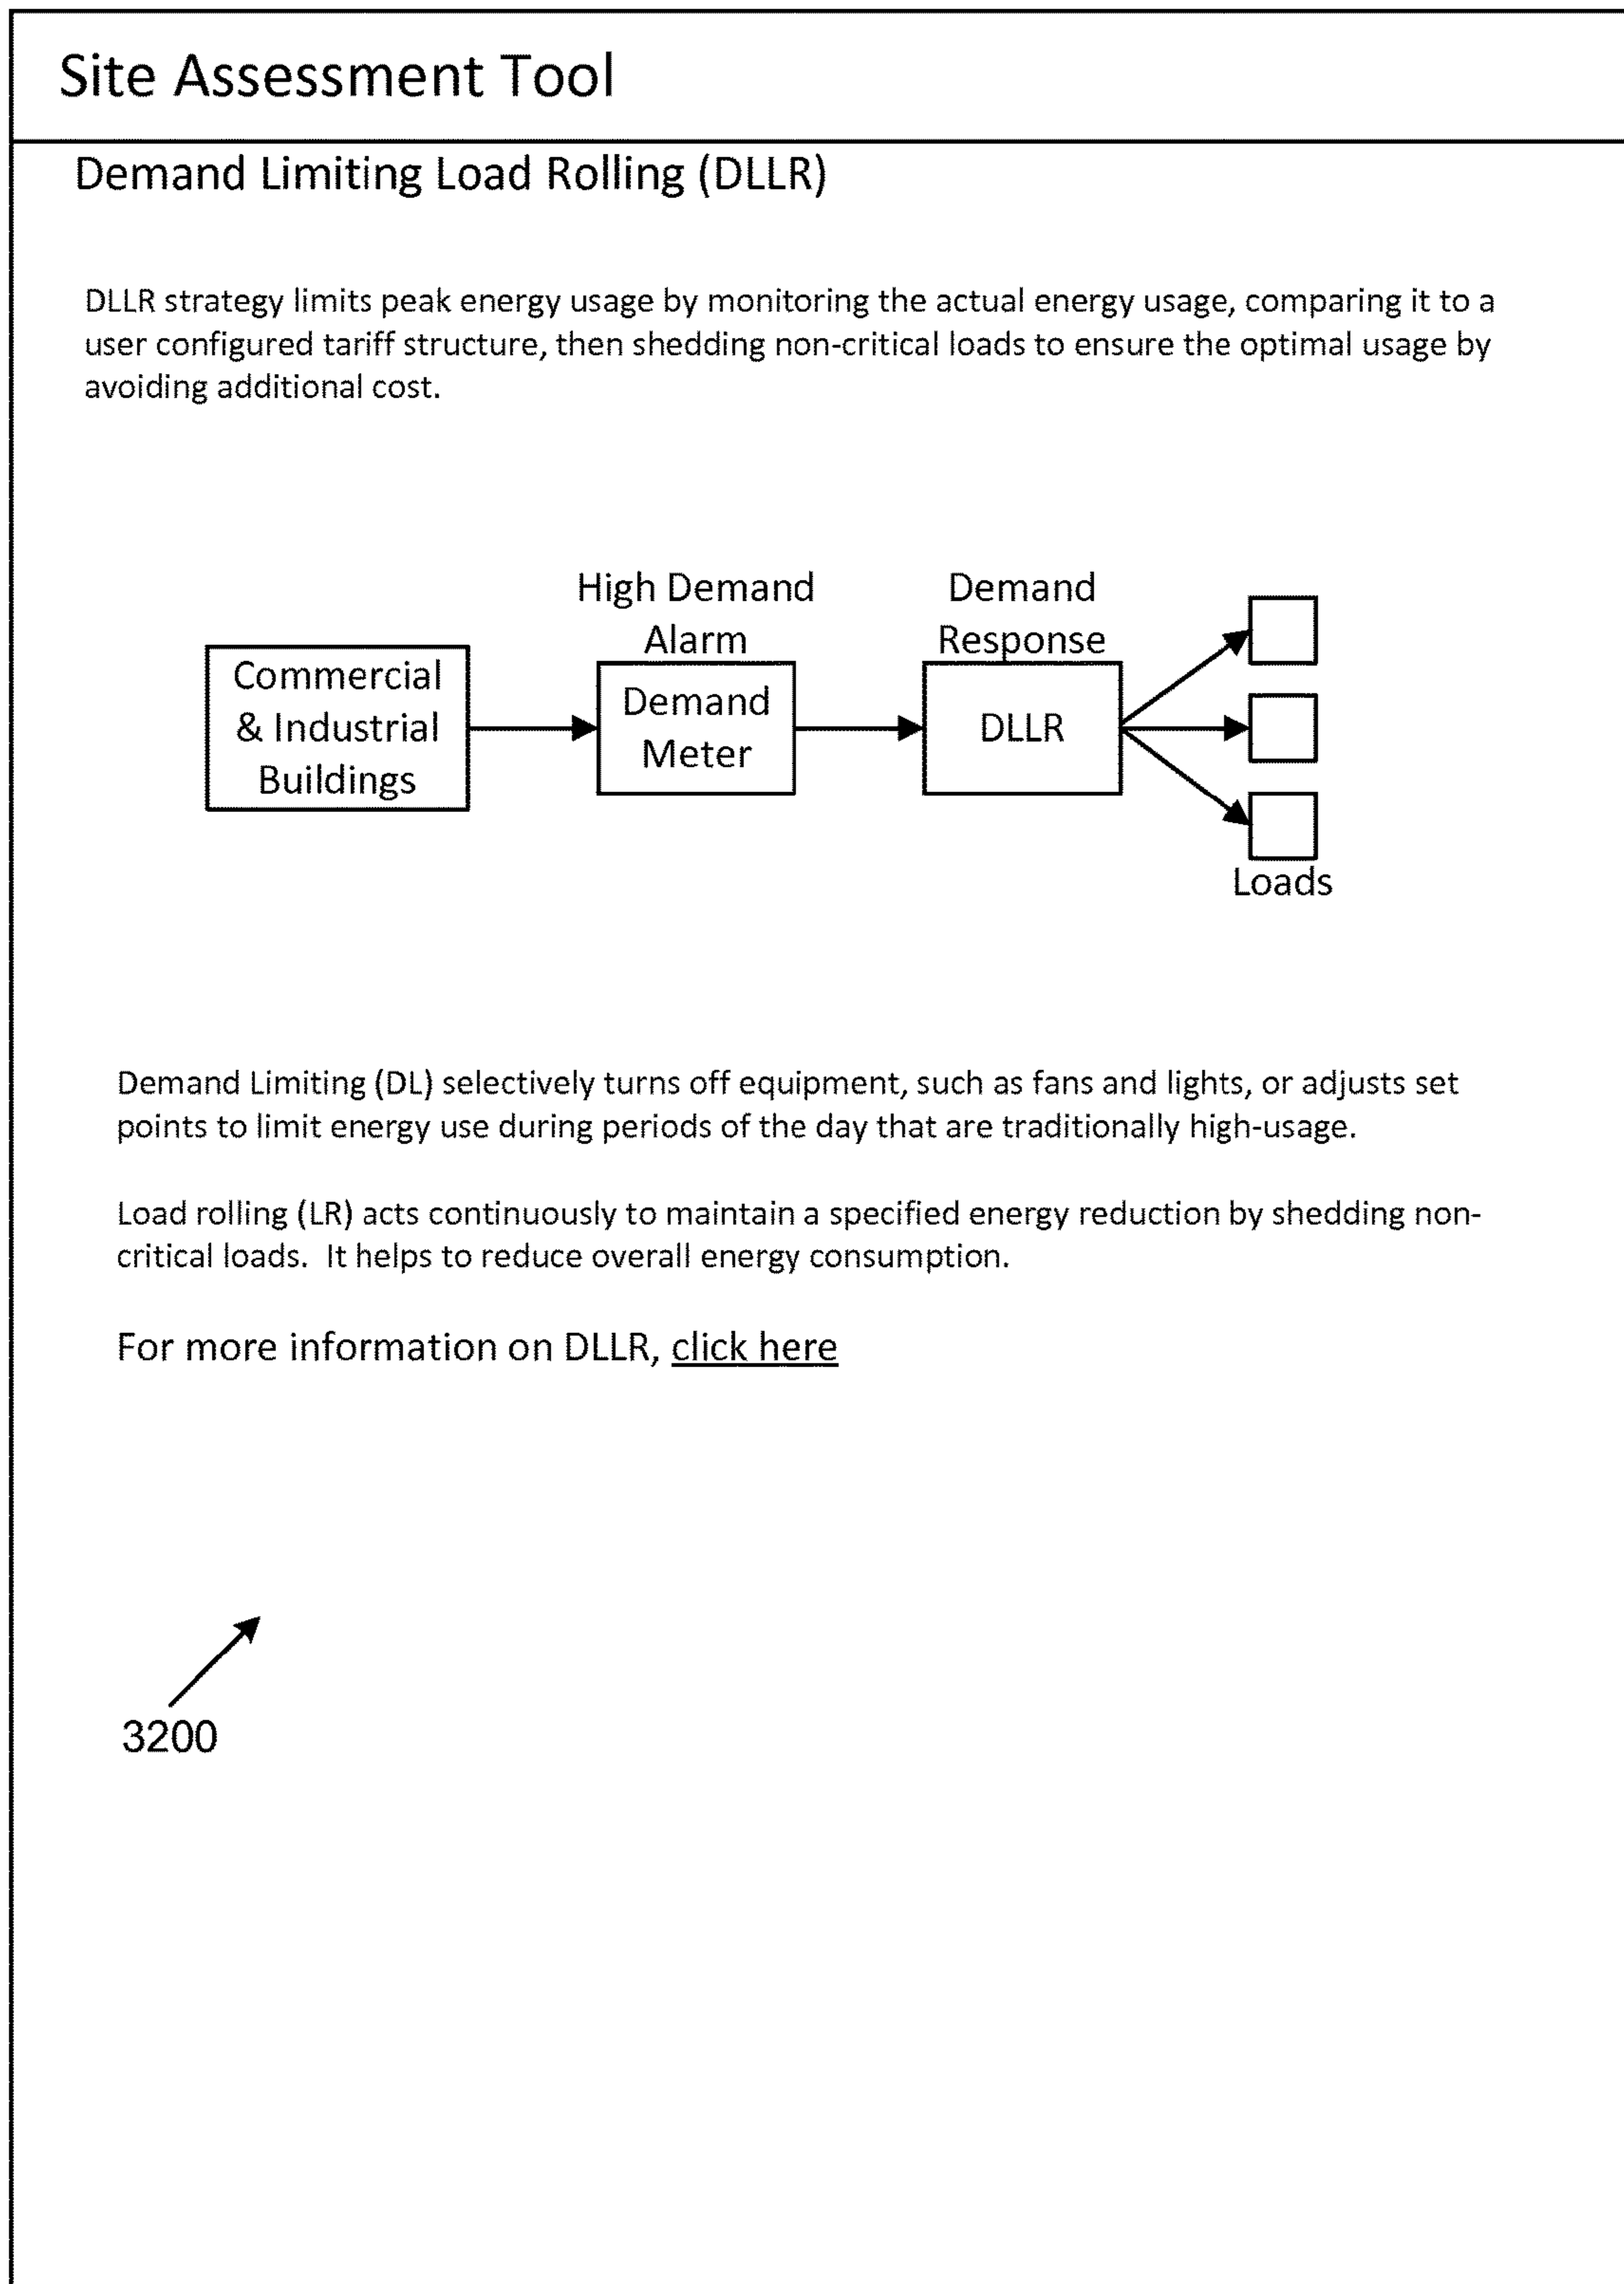 Site Assessment Tool
Demand Limiting Load Rolling (DLLR)
DLLR strategy limits peak energy usage by monitoring the actual energy usage, comparing it to a
user configured tariff structure, then shedding non-critical loads to ensure the optimal usage by
avoiding additional cost.
Commercial
& Industrial
Buildings
High Demand
Alarm
Demand
Meter
Demand
Response
DLLR
Loads
Demand Limiting (DL) selectively turns off equipment, such as fans and lights, or adjusts set
points to limit energy use during periods of the day that are traditionally high-usage.
Load rolling (LR) acts continuously to maintain a specified energy reduction by shedding non-
critical loads.  It helps to reduce overall energy consumption.
For more information on DLLR, click here
3200